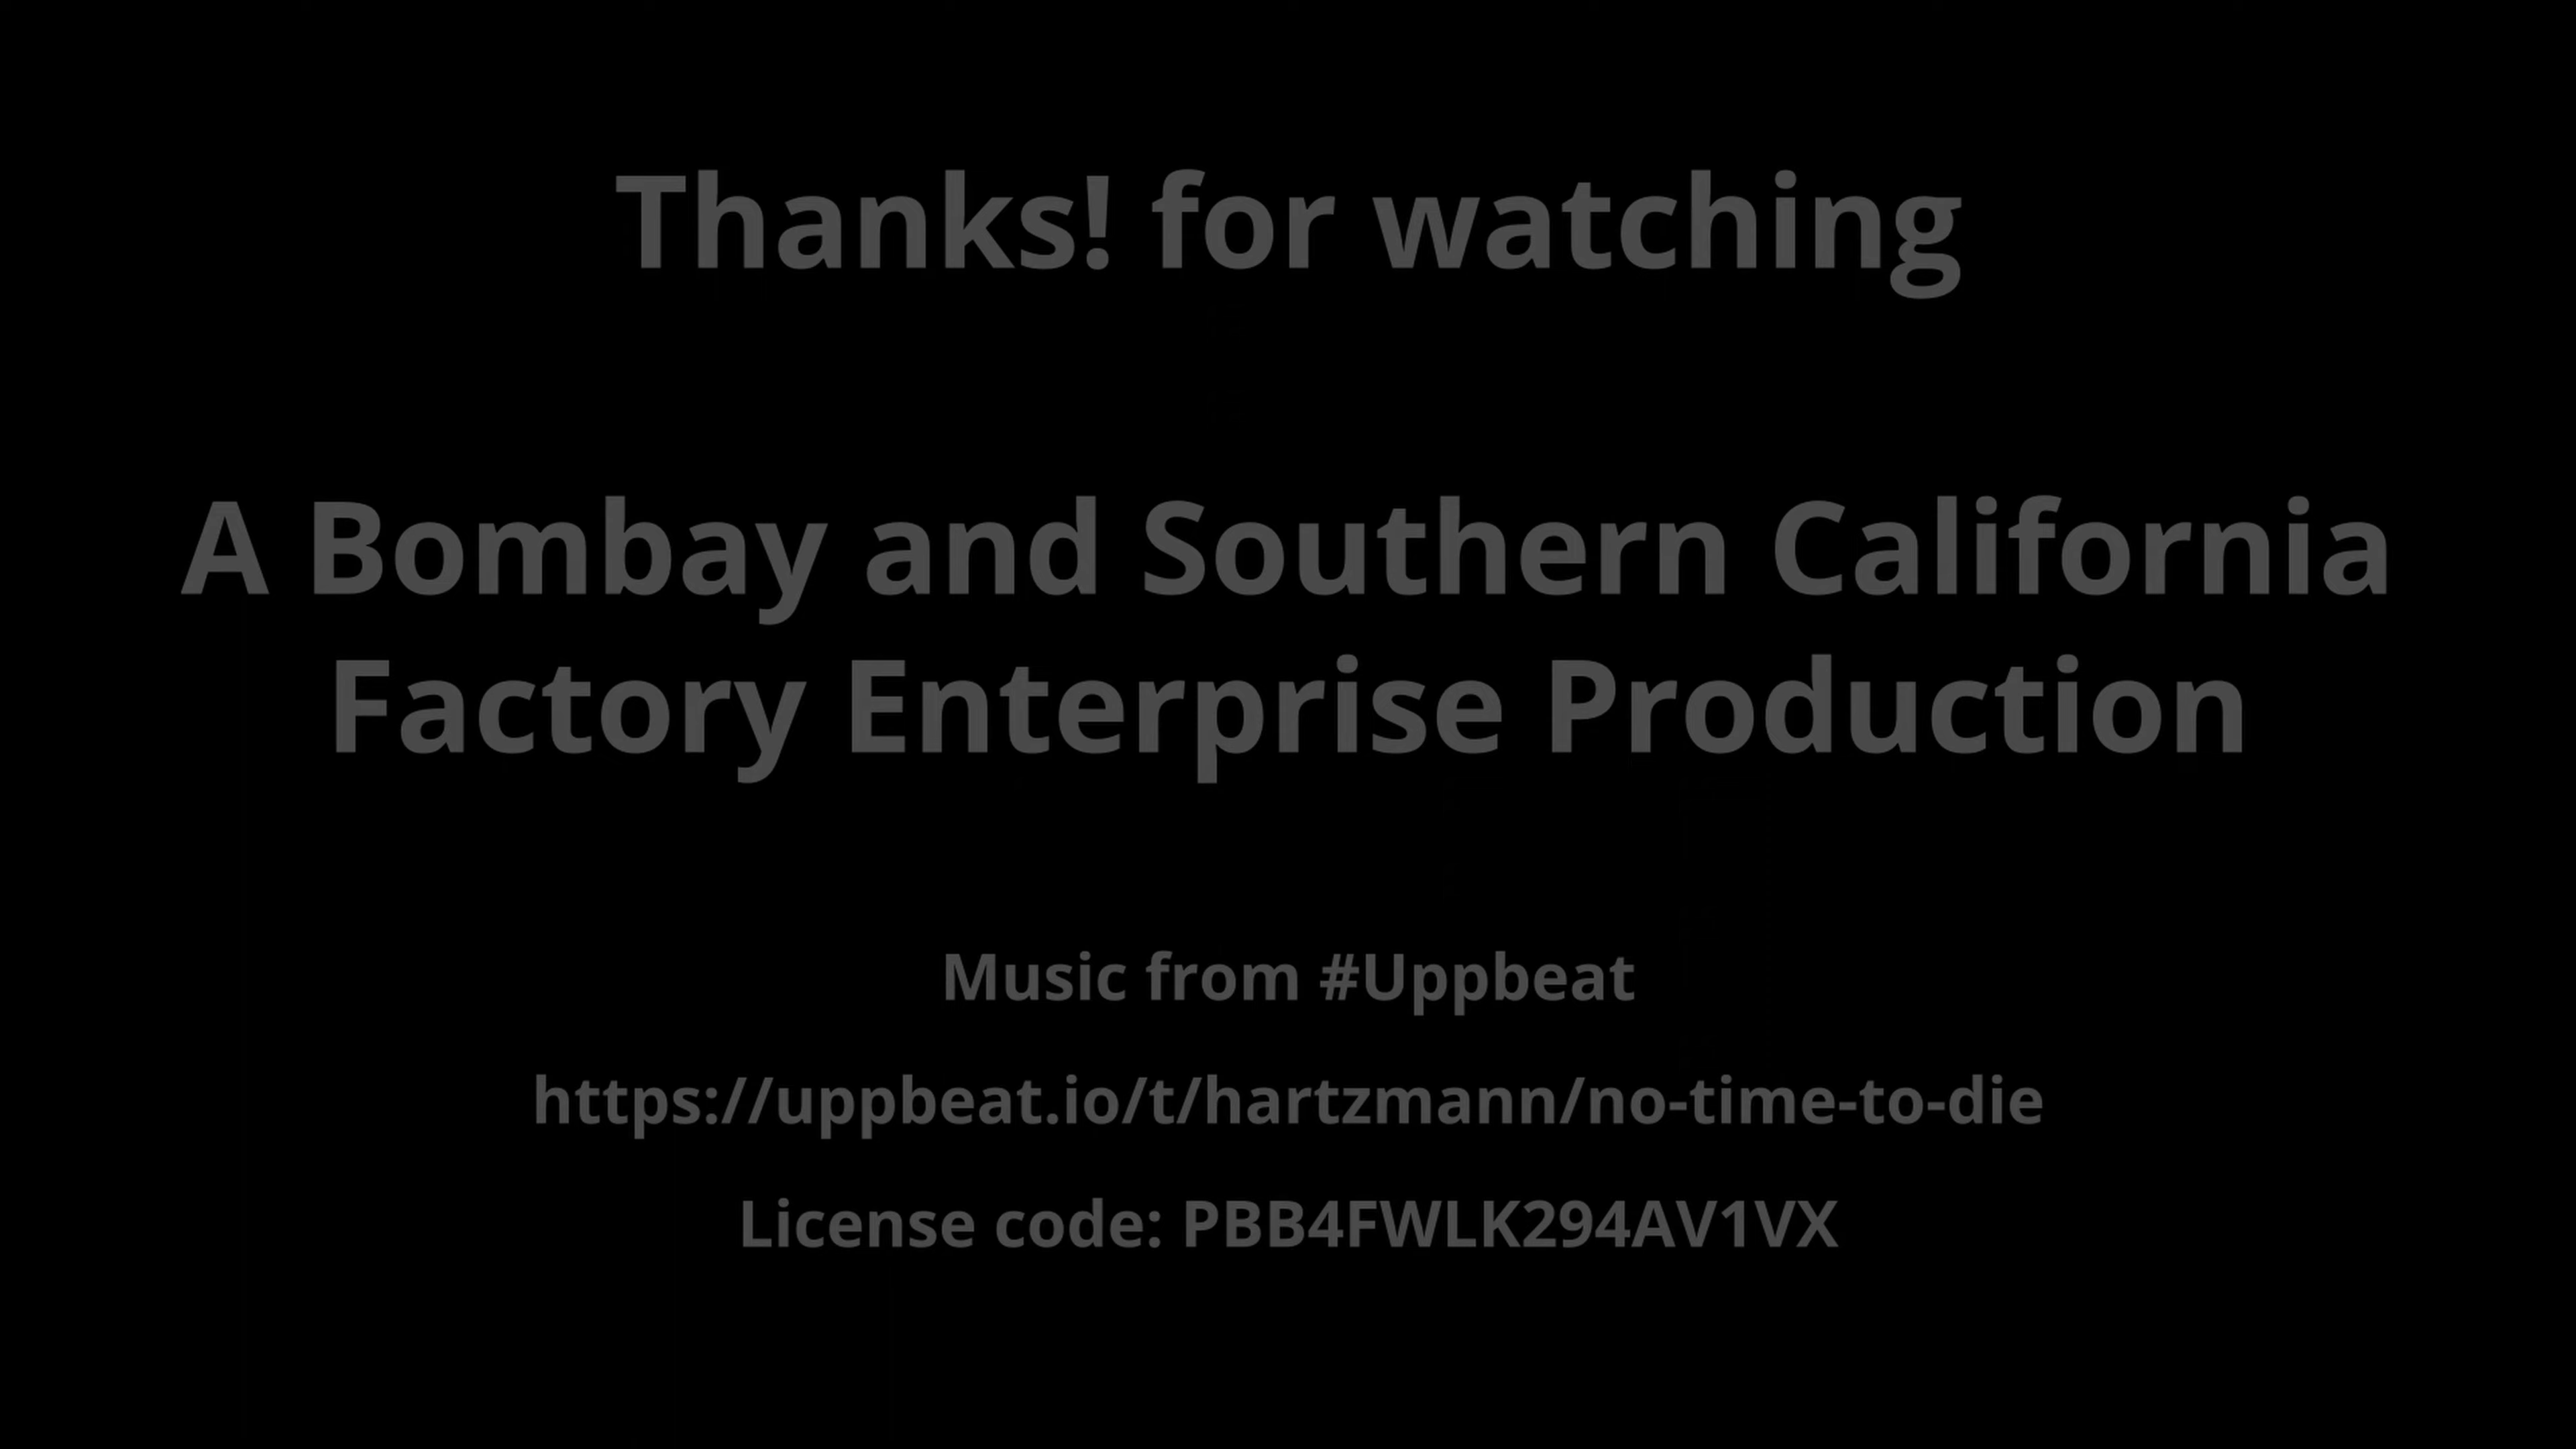 Thanks! for watching
A Bombay and Southern California
Factory Enterprise Production
Music from #Uppbeat
https://uppbeat.io/t/hartzmann/no-time-to-die
License code: PBB4FWLK294AV1VX